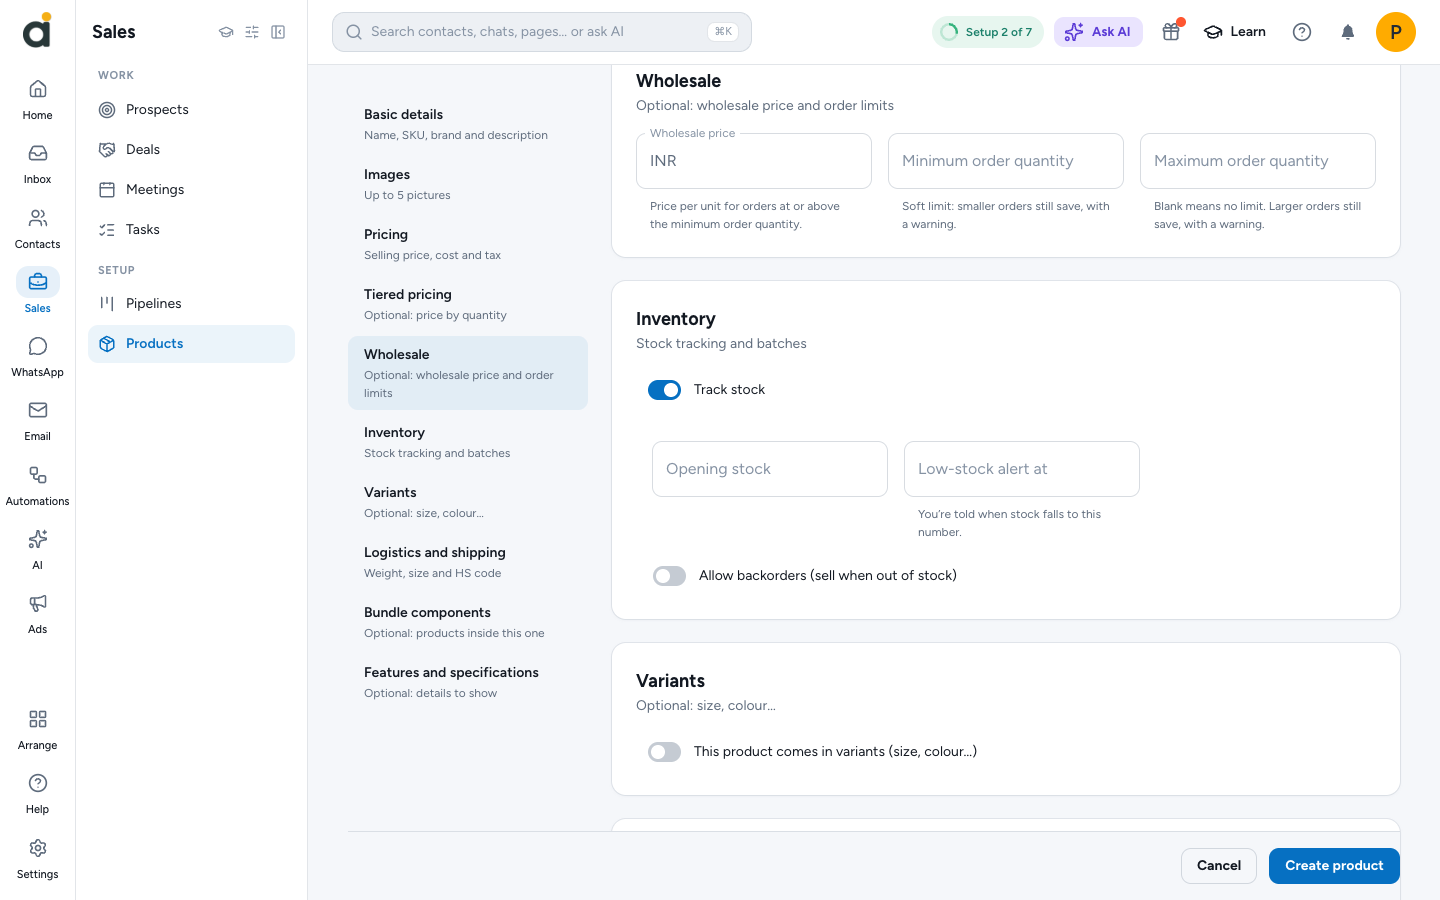 Sales
Search contacts, chats, pages... or ask AI
⌘K
Setup 2 of 7
Ask AI
Learn
P
Home
Inbox
Contacts
Sales
WhatsApp
Email
Automations
AI
Ads
Arrange
Help
Settings
WORK
Prospects
Deals
Meetings
Tasks
SETUP
Pipelines
Products
Basic details
Name, SKU, brand and description
Images
Up to 5 pictures
Pricing
Selling price, cost and tax
Tiered pricing
Optional: price by quantity
Wholesale
Optional: wholesale price and order
limits
Inventory
Stock tracking and batches
Variants
Optional: size, colour...
Logistics and shipping
Weight, size and HS code
Bundle components
Optional: products inside this one
Features and specifications
Optional: details to show
Wholesale
Optional: wholesale price and order limits
Wholesale price
INR
Minimum order quantity
Maximum order quantity
Price per unit for orders at or above
the minimum order quantity.
Soft limit: smaller orders still save, with
a warning.
Blank means no limit. Larger orders still
save, with a warning.
Inventory
Stock tracking and batches
Track stock
Opening stock
Low-stock alert at
You're told when stock falls to this
number.
Allow backorders (sell when out of stock)
Variants
Optional: size, colour...
This product comes in variants (size, colour...)
Cancel
Create product